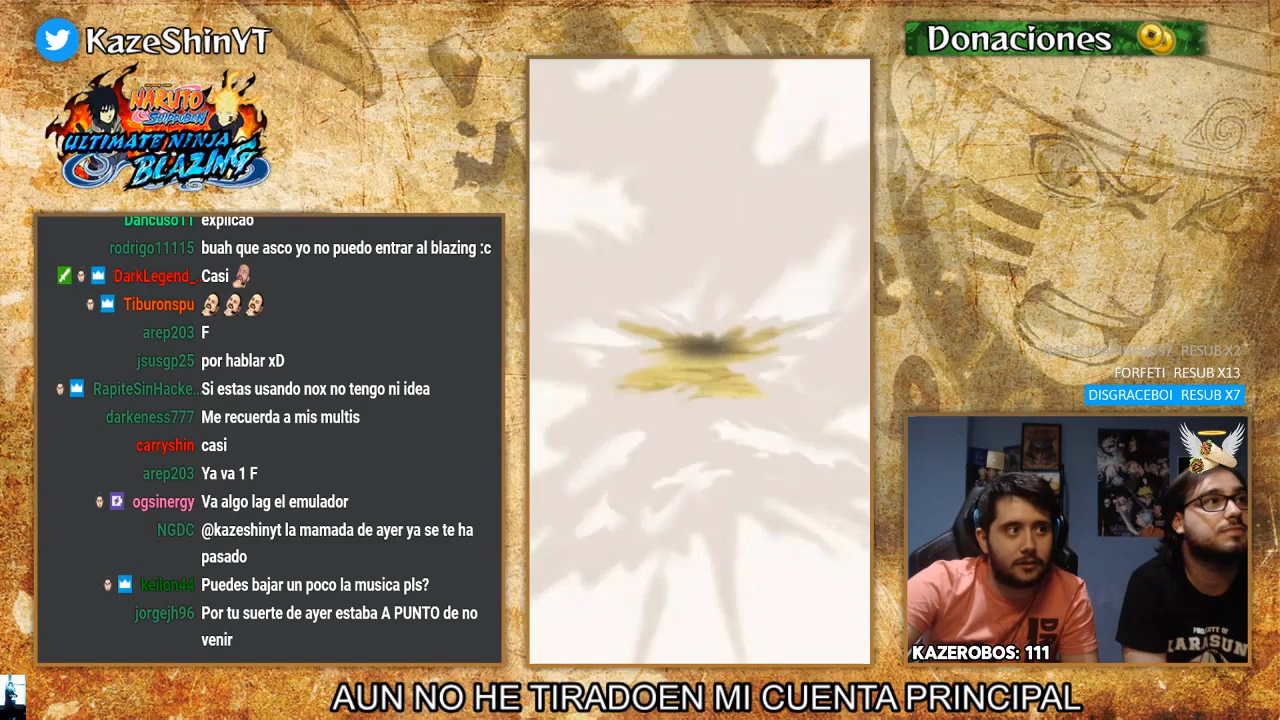 KazeShinYT
NARUTO
SHIPPUDEN
ULTIMATE NINJA
BLAZING
Dancuso11 explicao
rodrigo11115 buah que asco yo no puedo entrar al blazing :c
DarkLegend_.. Casi
Tiburonspu
arep203 F
jsusgp25 por hablar xD
RapiteSinHacke.. Si estas usando nox no tengo ni idea
darkeness777 Me recuerda a mis multis
carryshin casi
arep203 Ya va 1 F
ogsinergy Va algo lag el emulador
NGDC @kazeshinyt la mamada de ayer ya se te ha
pasado
keilon44 Puedes bajar un poco la musica pls?
jorgejh96 Por tu suerte de ayer estaba A PUNTO de no
venir
Donaciones
RESUB X2
FORFETI RESUB X13
DISGRACEBOI RESUB X7
PROPERTY OF
KARASUN
KAZEROBOS: 111
AUN NO HE TIRADOEN MI CUENTA PRINCIPAL